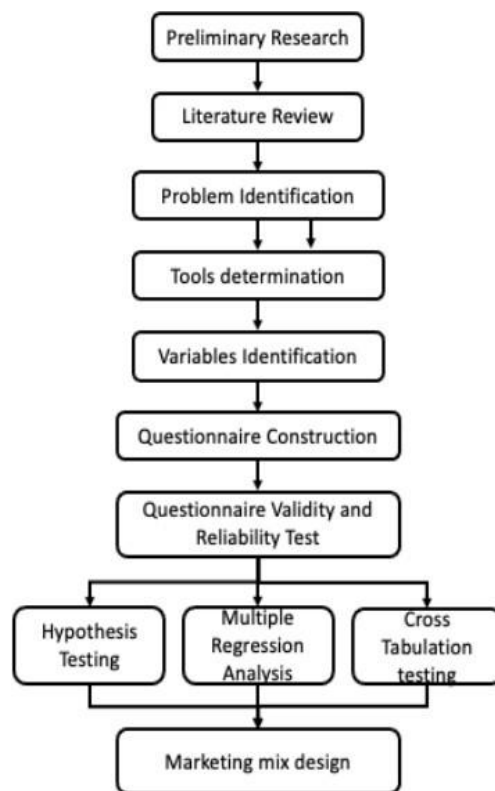 Preliminary Research
Literature Review
Problem Identification
Tools determination
Variables Identification
Questionnaire Construction
Questionnaire Validity and
Reliability Test
Hypothesis
Testing
Multiple
Regression
Analysis
Cross
Tabulation
testing
Marketing mix design